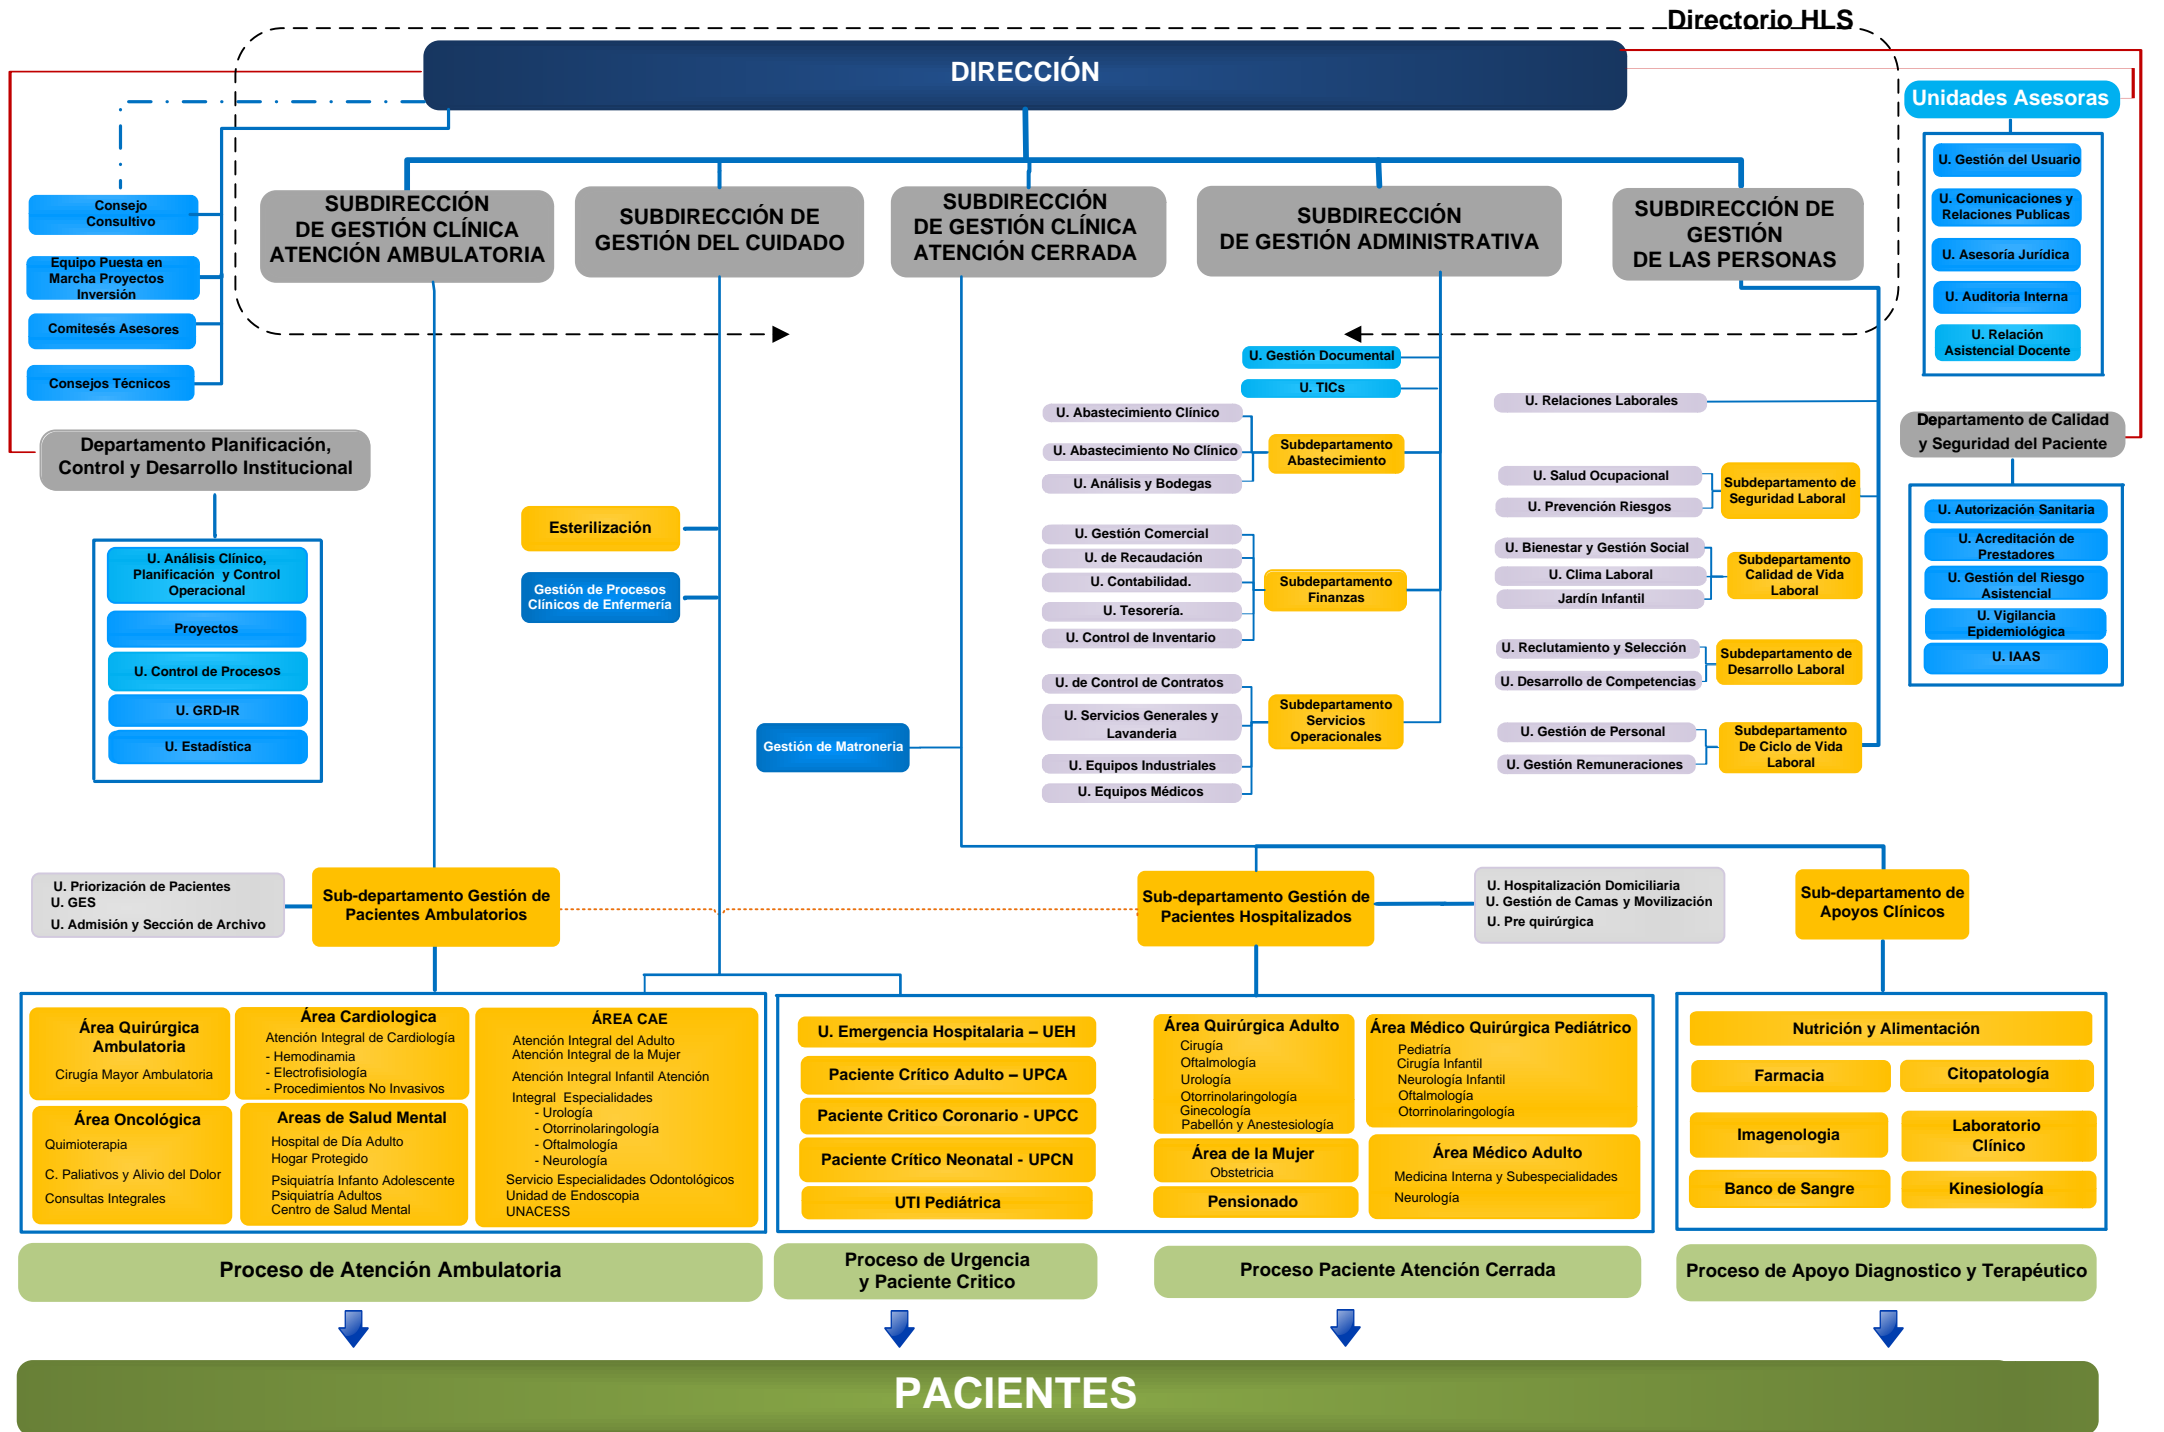 Directorio HLS
DIRECCIÓN
Unidades Asesoras
U. Gestión del Usuario
U. Comunicaciones y
Relaciones Publicas
U. Asesoría Jurídica
U. Auditoria Interna
U. Relación
Asistencial Docente
Consejo
Consultivo
Equipo Puesta en
Marcha Proyectos
Inversión
Comitesés Asesores
Consejos Técnicos
SUBDIRECCIÓN
DE GESTIÓN CLÍNICA
ATENCIÓN AMBULATORIA
SUBDIRECCIÓN DE
GESTIÓN DEL CUIDADO
SUBDIRECCIÓN
DE GESTIÓN CLÍNICA
ATENCIÓN CERRADA
SUBDIRECCIÓN
DE GESTIÓN ADMINISTRATIVA
SUBDIRECCIÓN DE
GESTIÓN
DE LAS PERSONAS
Departamento Planificación,
Control y Desarrollo Institucional
U. Análisis Clínico,
Planificación y Control
Operacional
Proyectos
U. Control de Procesos
U. GRD-IR
U. Estadística
Esterilización
Gestión de Procesos
Clínicos de Enfermería
Gestión de Matroneria
U. Gestión Documental
U. TICs
U. Abastecimiento Clínico
U. Abastecimiento No Clínico
U. Análisis y Bodegas
Subdepartamento
Abastecimiento
U. Gestión Comercial
U. de Recaudación
U. Contabilidad.
U. Tesorería.
U. Control de Inventario
Subdepartamento
Finanzas
U. de Control de Contratos
U. Servicios Generales y
Lavanderia
U. Equipos Industriales
U. Equipos Médicos
Subdepartamento
Servicios
Operacionales
U. Relaciones Laborales
U. Salud Ocupacional
U. Prevención Riesgos
Subdepartamento de
Seguridad Laboral
U. Bienestar y Gestión Social
U. Clima Laboral
Jardín Infantil
Subdepartamento
Calidad de Vida
Laboral
U. Reclutamiento y Selección
U. Desarrollo de Competencias
Subdepartamento de
Desarrollo Laboral
U. Gestión de Personal
U. Gestión Remuneraciones
Subdepartamento
De Ciclo de Vida
Laboral
Departamento de Calidad
y Seguridad del Paciente
U. Autorización Sanitaria
U. Acreditación de
Prestadores
U. Gestión del Riesgo
Asistencial
U. Vigilancia
Epidemiológica
U. IAAS
U. Priorización de Pacientes
U. GES
U. Admisión y Sección de Archivo
Sub-departamento Gestión de
Pacientes Ambulatorios
Sub-departamento Gestión de
Pacientes Hospitalizados
U. Hospitalización Domiciliaria
U. Gestión de Camas y Movilización
U. Pre quirúrgica
Sub-departamento de
Apoyos Clínicos
Área Quirúrgica
Ambulatoria
Cirugía Mayor Ambulatoria
Área Oncológica
Quimioterapia
C. Paliativos y Alivio del Dolor
Consultas Integrales
Área Cardiologica
Atención Integral de Cardiología
- Hemodinamia
- Electrofisiología
- Procedimientos No Invasivos
Areas de Salud Mental
Hospital de Día Adulto
Hogar Protegido
Psiquiatría Infanto Adolescente
Psiquiatría Adultos
Centro de Salud Mental
ÁREA CAE
Atención Integral del Adulto
Atención Integral de la Mujer
Atención Integral Infantil Atención
Integral Especialidades
- Urología
- Otorrinolaringología
- Oftalmología
- Neurología
Servicio Especialidades Odontológicos
Unidad de Endoscopia
UNACESS
U. Emergencia Hospitalaria – UEH
Paciente Crítico Adulto – UPCA
Paciente Critico Coronario - UPCC
Paciente Crítico Neonatal - UPCN
UTI Pediátrica
Área Quirúrgica Adulto
Cirugía
Oftalmología
Urología
Otorrinolaringología
Ginecología
Pabellón y Anestesiología
Área de la Mujer
Obstetricia
Pensionado
Área Médico Quirúrgica Pediátrico
Pediatría
Cirugía Infantil
Neurología Infantil
Oftalmología
Otorrinolaringología
Área Médico Adulto
Medicina Interna y Subespecialidades
Neurología
Nutrición y Alimentación
Farmacia
Citopatología
Imagenologia
Laboratorio
Clínico
Banco de Sangre
Kinesiología
Proceso de Atención Ambulatoria
Proceso de Urgencia
y Paciente Critico
Proceso Paciente Atención Cerrada
Proceso de Apoyo Diagnostico y Terapéutico
PACIENTES